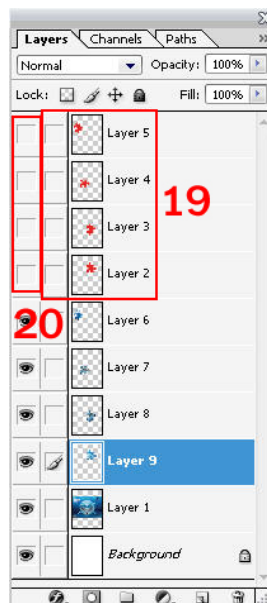 Layers Channels Paths
Normal Opacity: 100%
Lock: Fill: 100%
Layer 5
Layer 4
19
Layer 3
Layer 2
20
Layer 6
Layer 7
Layer 8
Layer 9
Layer 1
Background